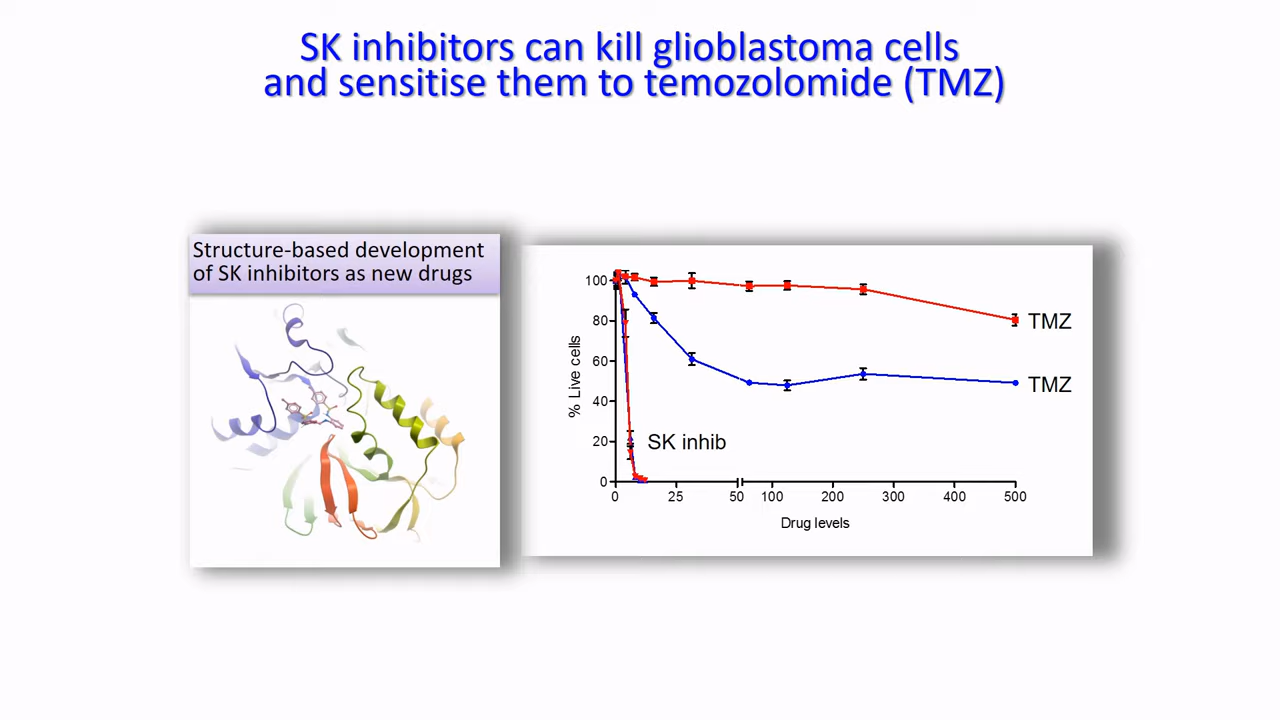 SK inhibitors can kill glioblastoma cells
and sensitise them to temozolomide (TMZ)
Structure-based development
of SK inhibitors as new drugs
% Live cells
100
80
60
40
20
0
TMZ
TMZ
SK inhib
0 25 50 100 200 300 400 500
Drug levels